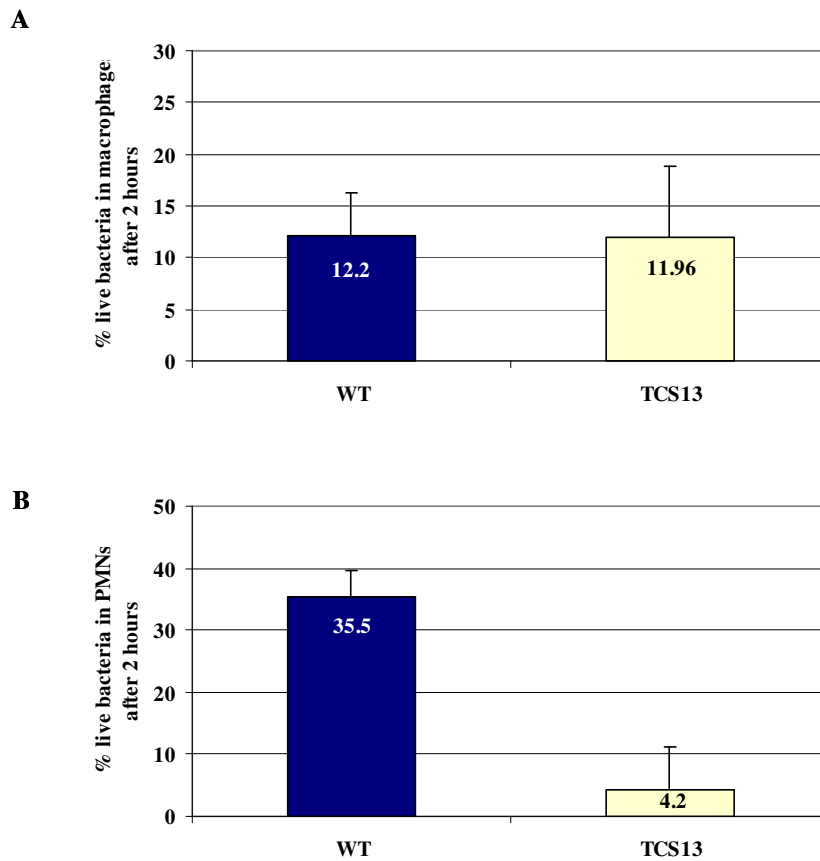 A
% live bacteria in macrophage
after 2 hours
30
25
20
15
10
5
0
12.2
11.96
WT
TCS13
B
% live bacteria in PMNs
after 2 hours
50
40
30
20
10
0
35.5
4.2
WT
TCS13